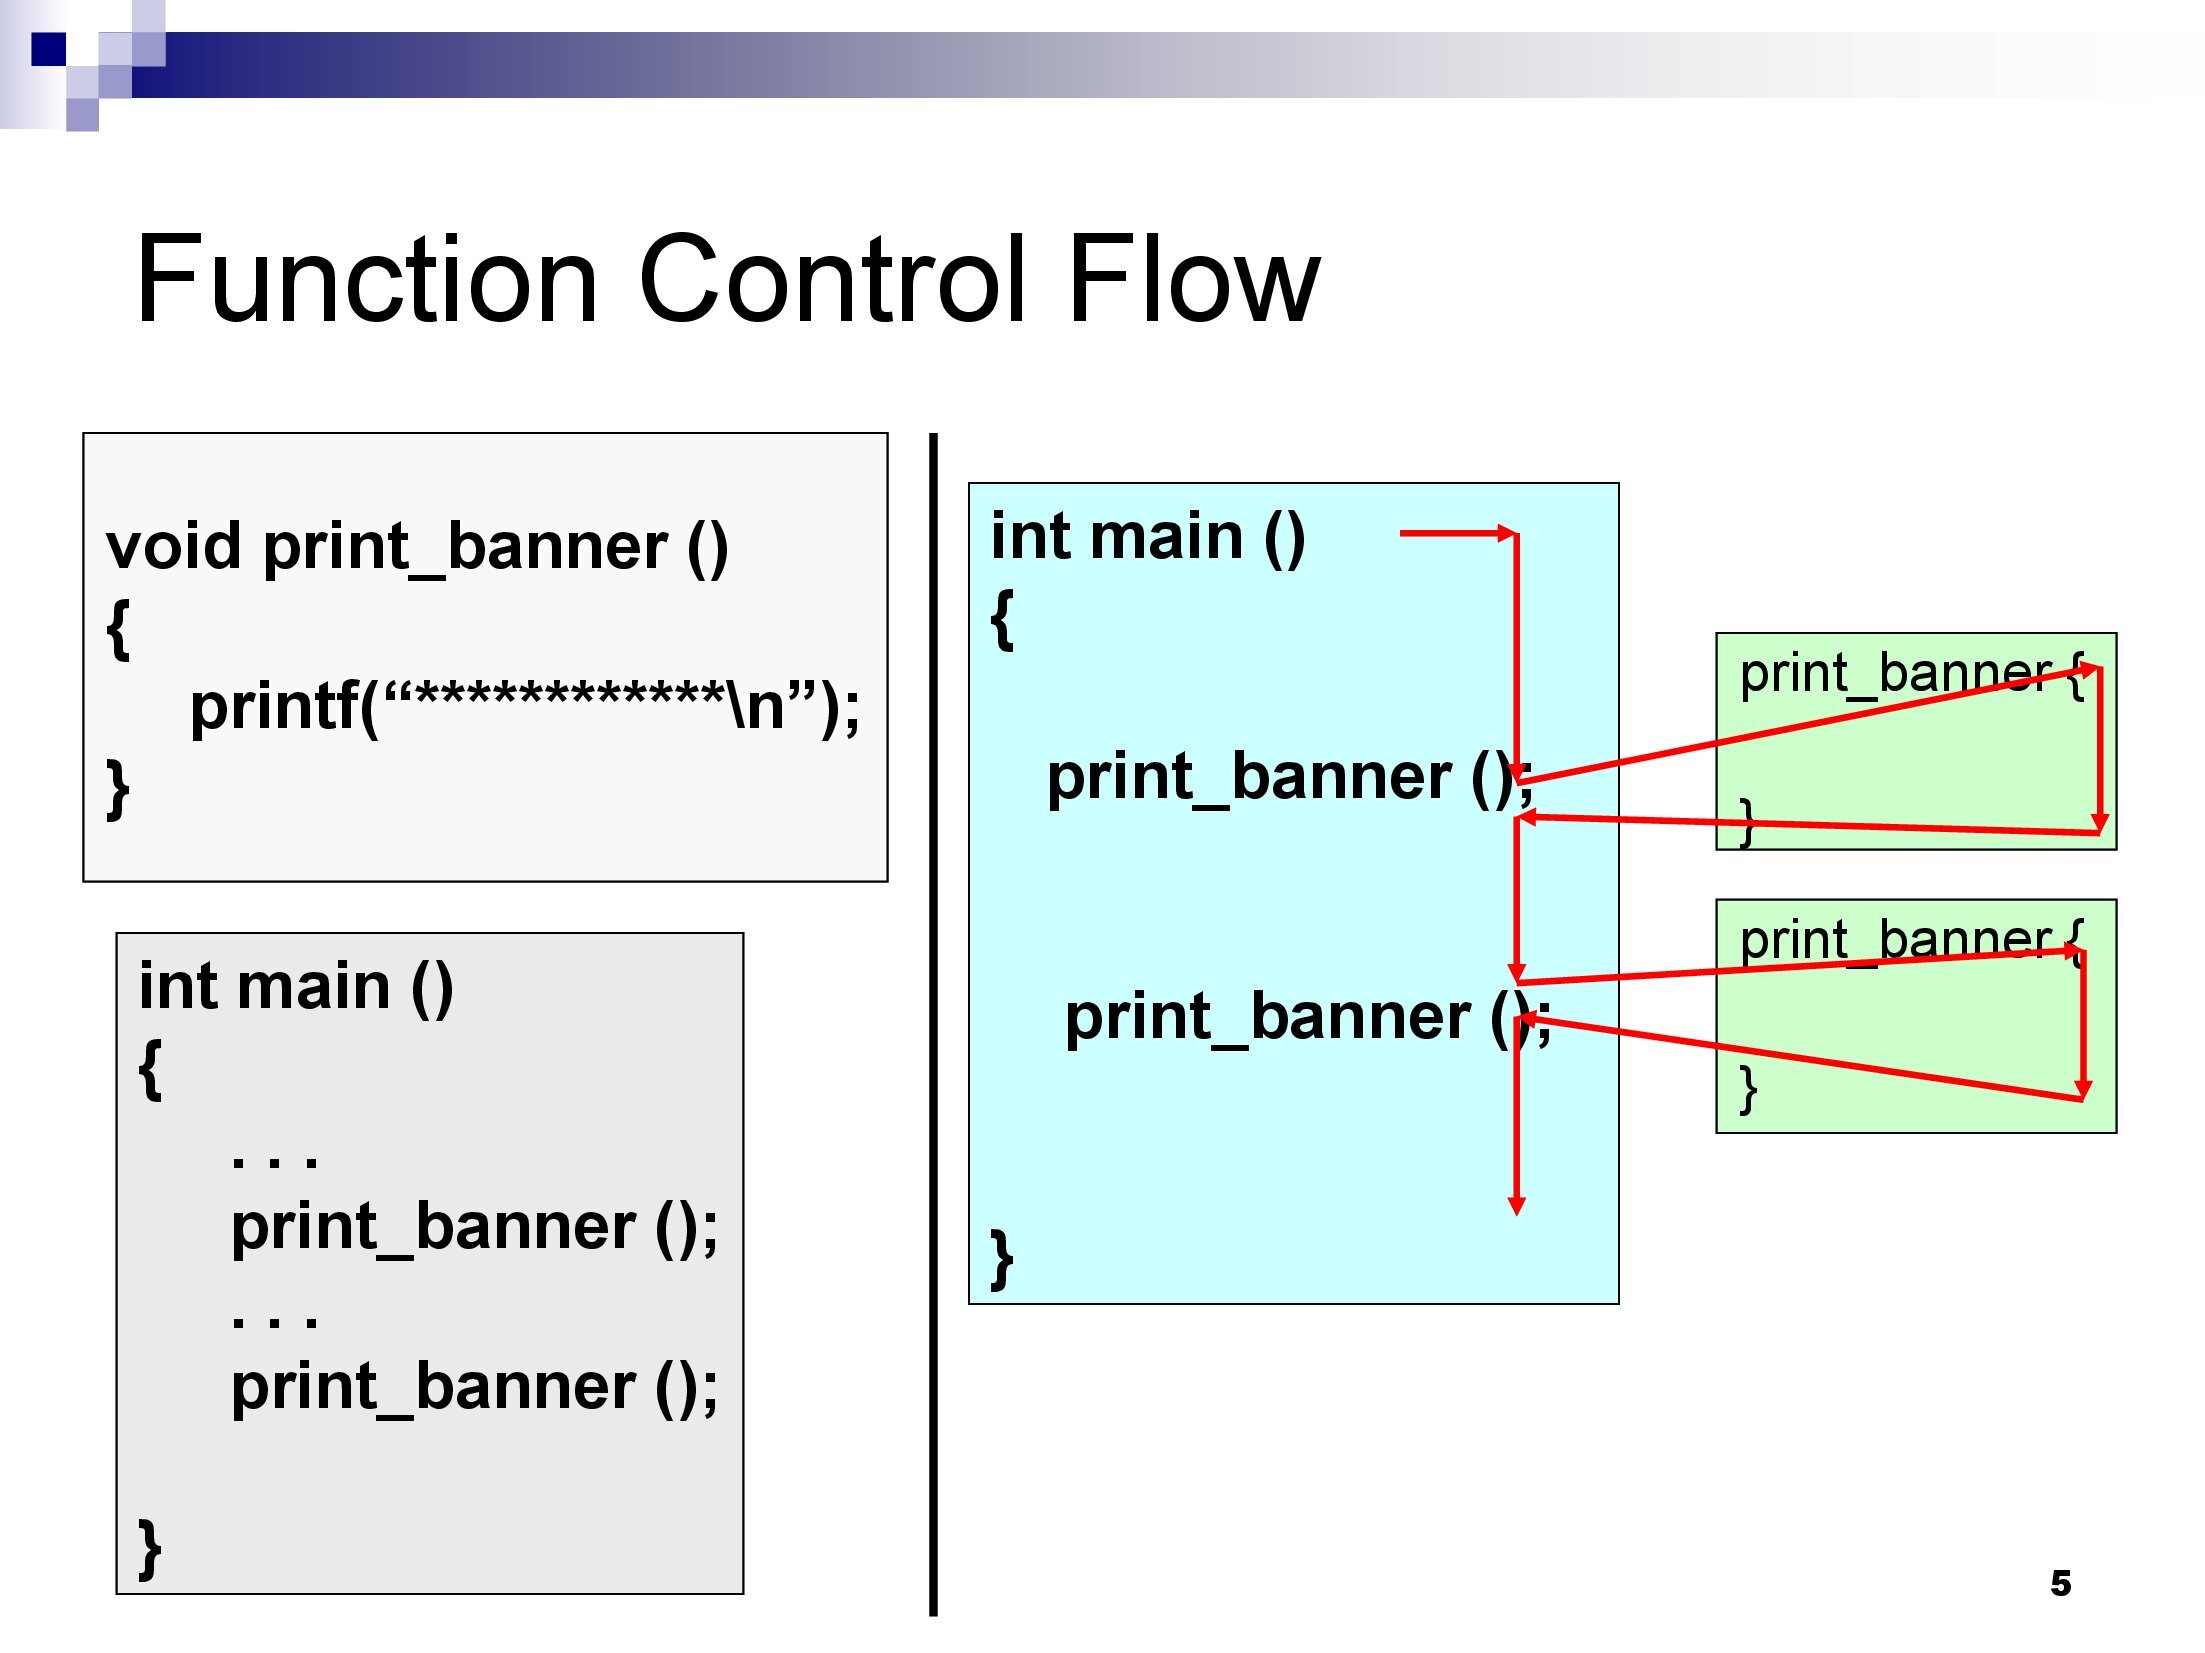 Function Control Flow
void print_banner ()
{
printf(“************\n”);
}
int main ()
{
. . .
print_banner ();
. . .
print_banner ();
}
int main ()
{
print_banner ();
print_banner ();
}
print_banner {
}
print_banner {
}
5